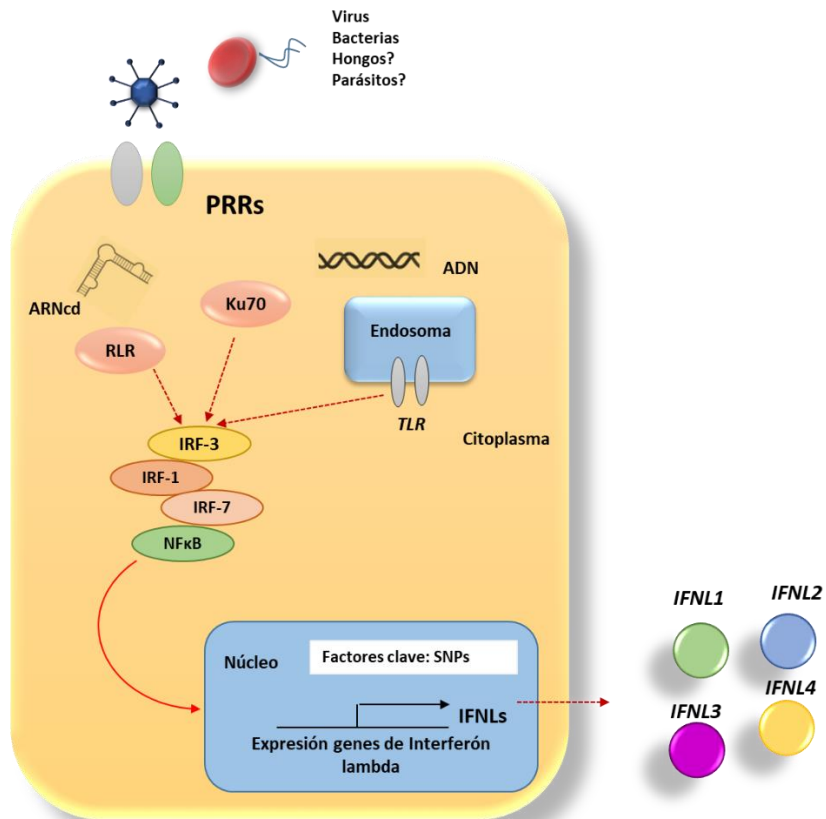 Virus
Bacterias
Hongos?
Parásitos?
PRRs
ADN
ARNcd
Ku70
RLR
Endosoma
TLR
Citoplasma
IRF-3
IRF-1
IRF-7
NFκB
Núcleo
Factores clave: SNPs
IFNLs
Expresión genes de Interferón
lambda
IFNL1
IFNL2
IFNL3
IFNL4